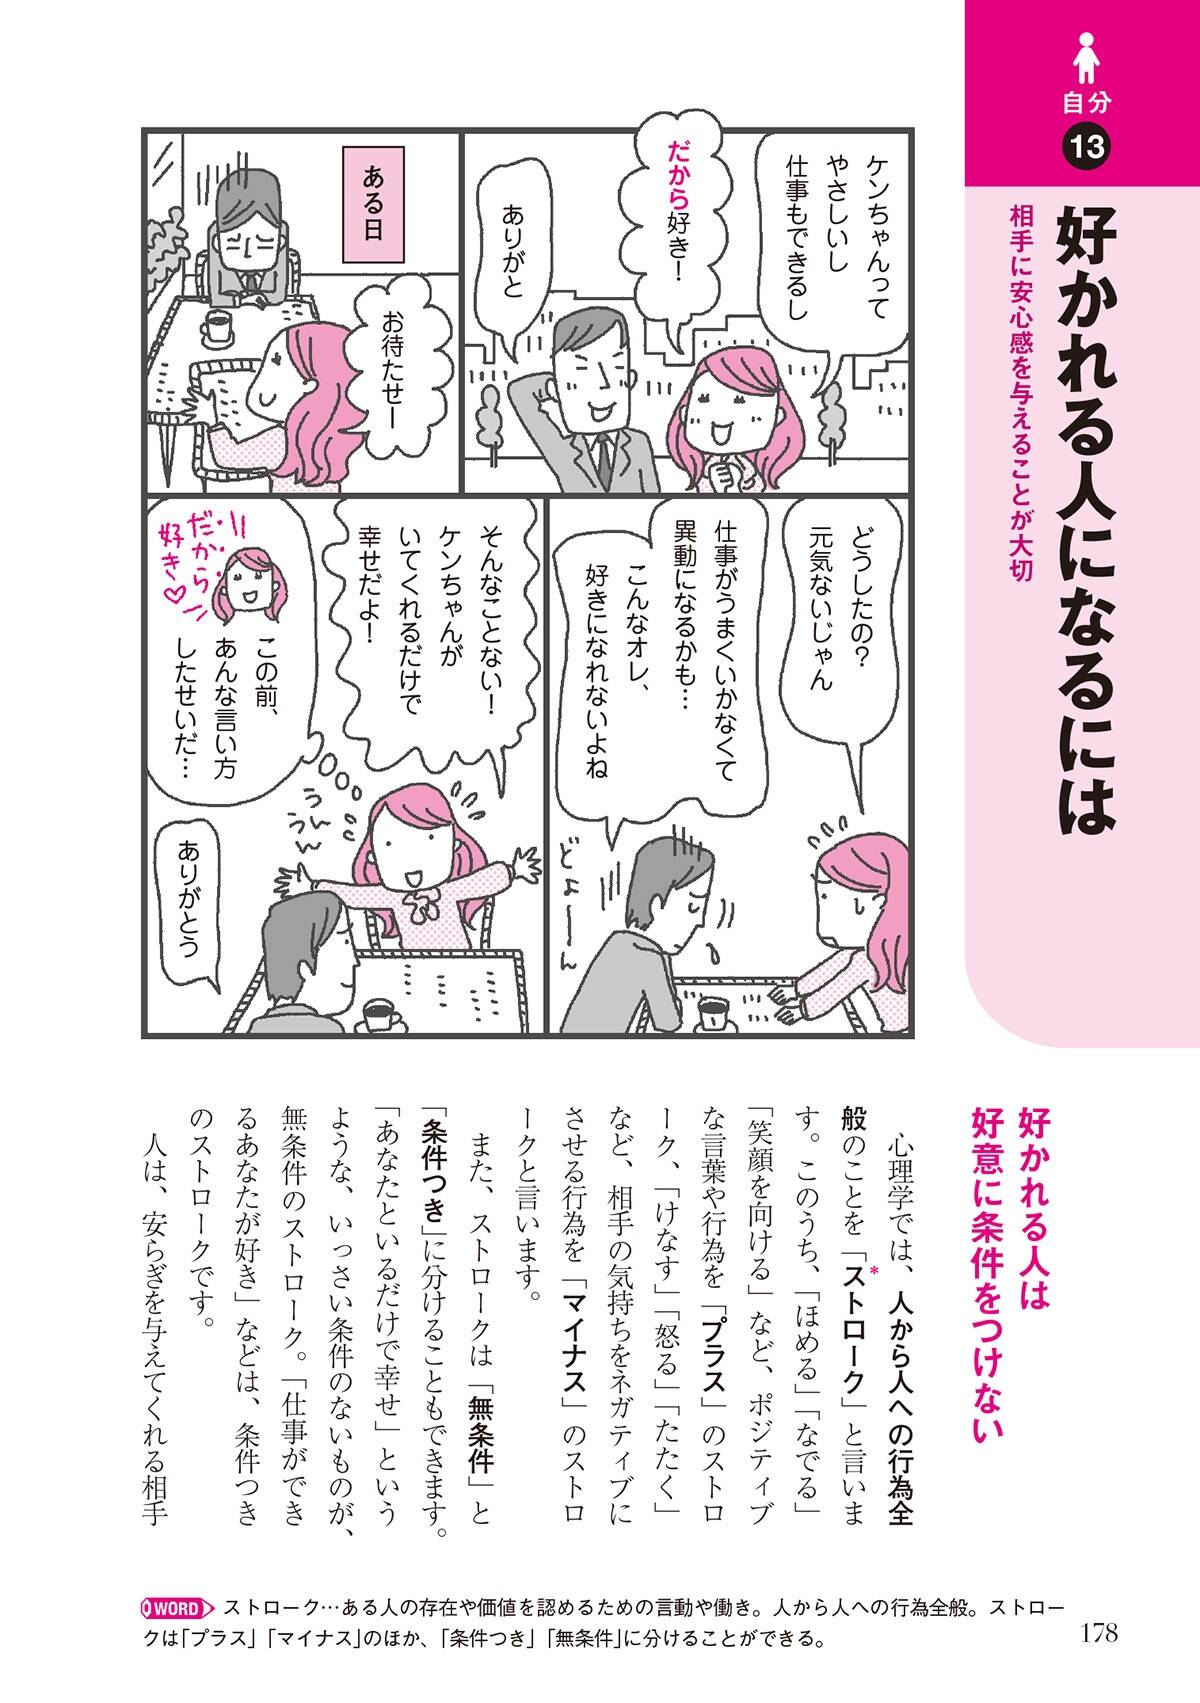 自分
13
好かれる人になるには
相手に安心感を与えることが大切
ケンちゃんって
やさしいし
仕事もできるし
だから好き!
ありがと
ある日
お待たせー
どうしたの?
元気ないじゃん
仕事がうまくいかなくて
異動になるかも…
こんなオレ、
好きになれないよね
どよーーん
そんなことない!
ケンちゃんが
いてくれるだけで
幸せだよ!
だから
好き♡
この前、
あんな言い方
したせいだ…
うんうん
ありがとう
好かれる人は
好意に条件をつけない
心理学では、人から人への行為全
般のことを「ストローク*」と言いま
す。このうち、「ほめる」「なでる」
「笑顔を向ける」など、ポジティブ
な言葉や行為を「プラス」のストロ
ーク、「けなす」「怒る」「たたく」
など、相手の気持ちをネガティブに
させる行為を「マイナス」のストロ
ークと言います。
また、ストロークは「無条件」と
「条件つき」に分けることもできます。
「あなたといるだけで幸せ」という
ような、いっさい条件のないものが、
無条件のストローク。「仕事ができ
るあなたが好き」などは、条件つき
のストロークです。
人は、安らぎを与えてくれる相手
WORD ストローク…ある人の存在や価値を認めるための言動や働き。人から人への行為全般。ストロー
クは「プラス」「マイナス」のほか、「条件つき」「無条件」に分けることができる。
178